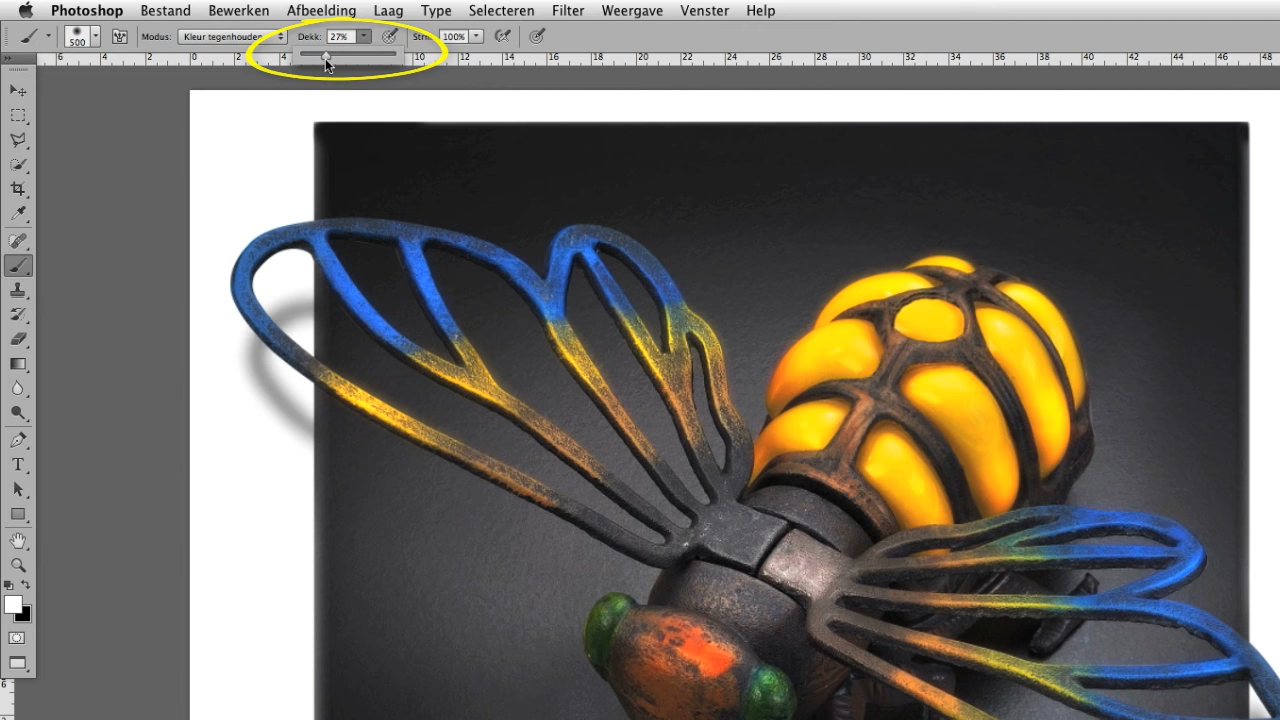 Photoshop Bestand Bewerken Afbeelding Laag Type Selecteren Filter Weergave Venster Help
500 Modus: Kleur tegenhouden Dekk: 27% 100%
6 4 2 0 2 4 10 12 14 16 18 20 22 24 26 28 30 32 34 36 38 40 42 44 46 48
T
6